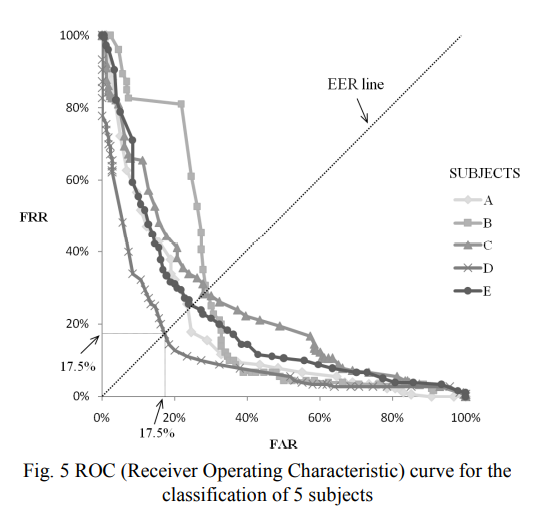 100%
EER line
80%
SUBJECTS
60%
A
B
FRR
C
40%
D
E
20%
17.5%
0%
0%
20%
40%
60%
80%
100%
17.5%
FAR
Fig. 5 ROC (Receiver Operating Characteristic) curve for the
classification of 5 subjects